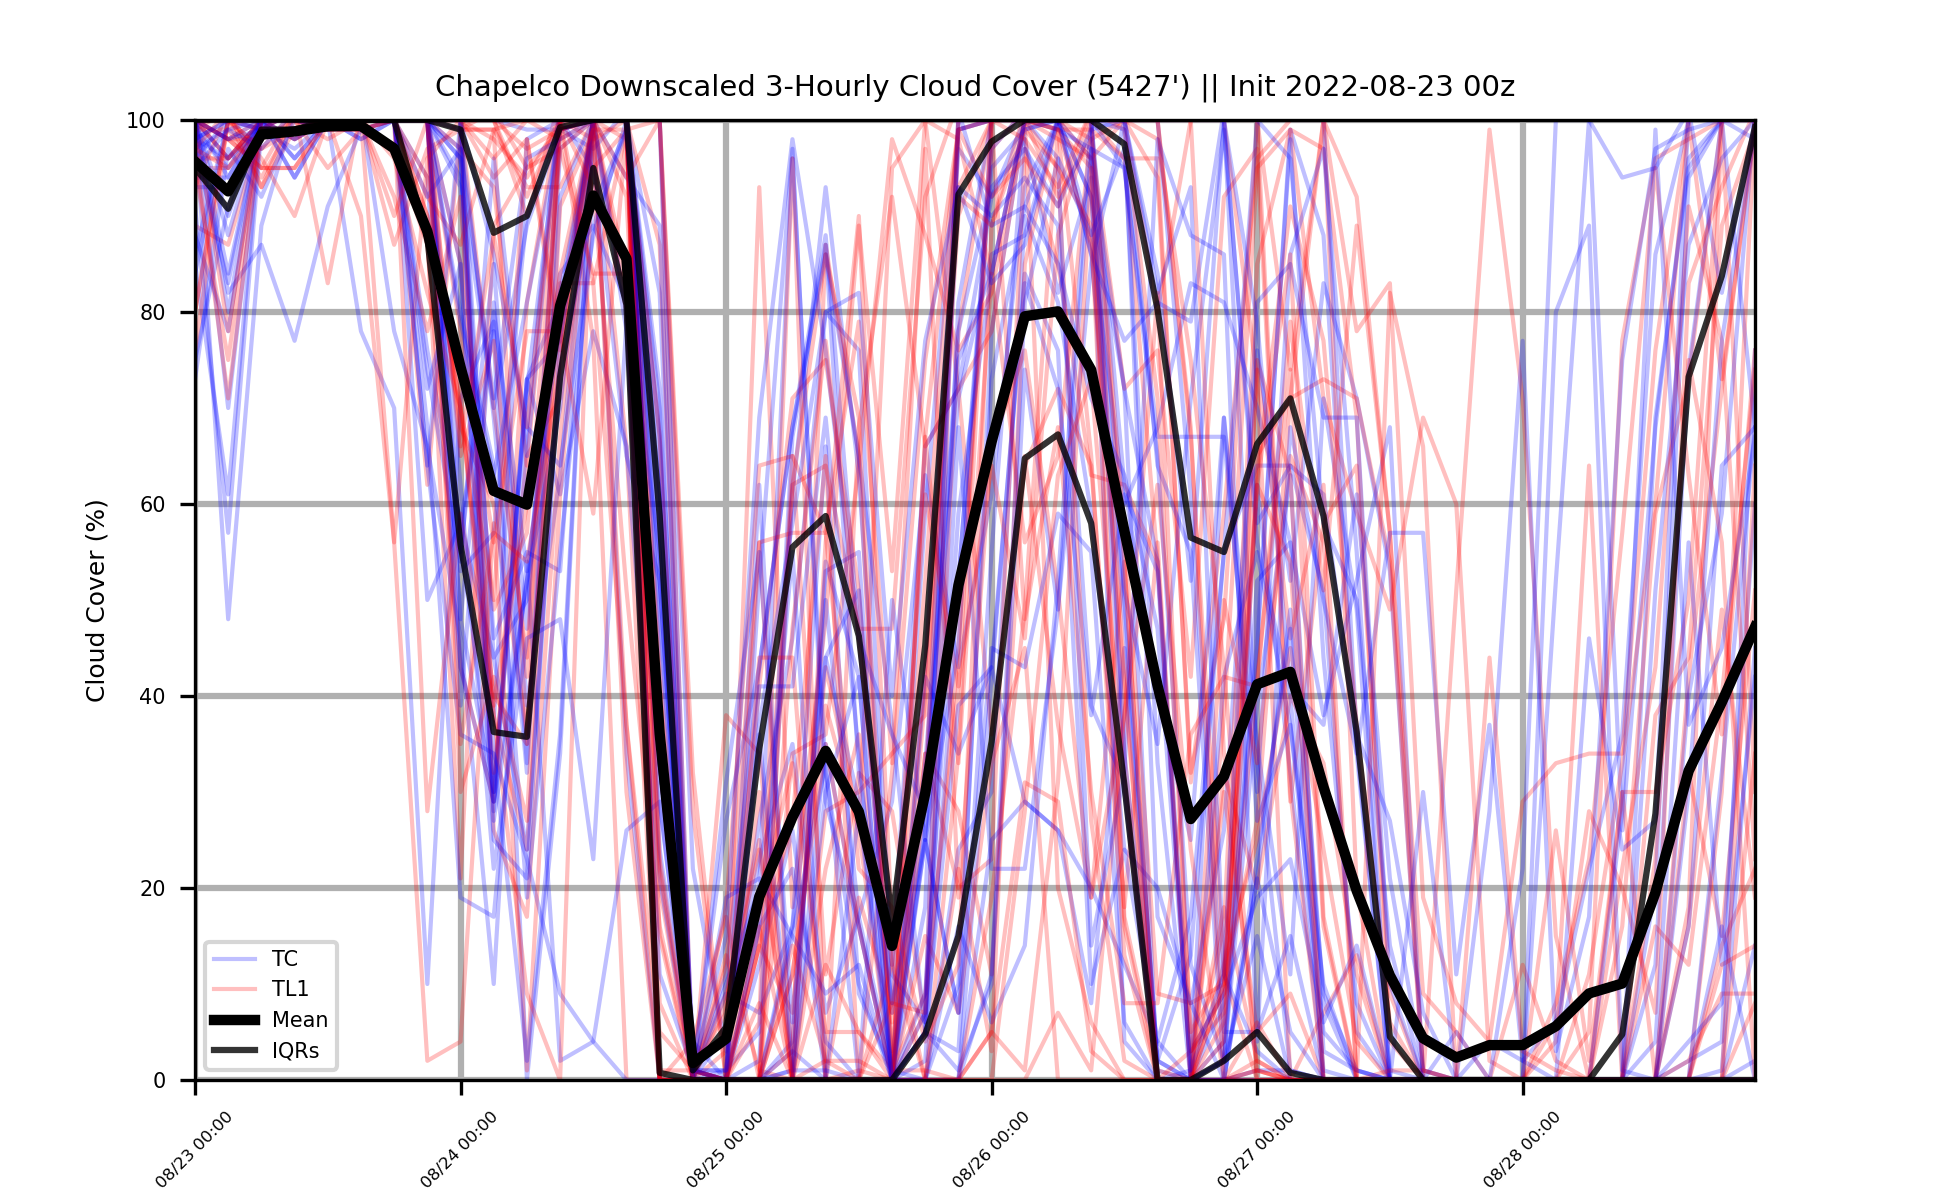 Chapelco Downscaled 3-Hourly Cloud Cover (5427') || Init 2022-08-23 00z
100
80
60
40
20
0
Cloud Cover (%)
TC
TL1
Mean
IQRs
08/23 00:00
08/24 00:00
08/25 00:00
08/26 00:00
08/27 00:00
08/28 00:00